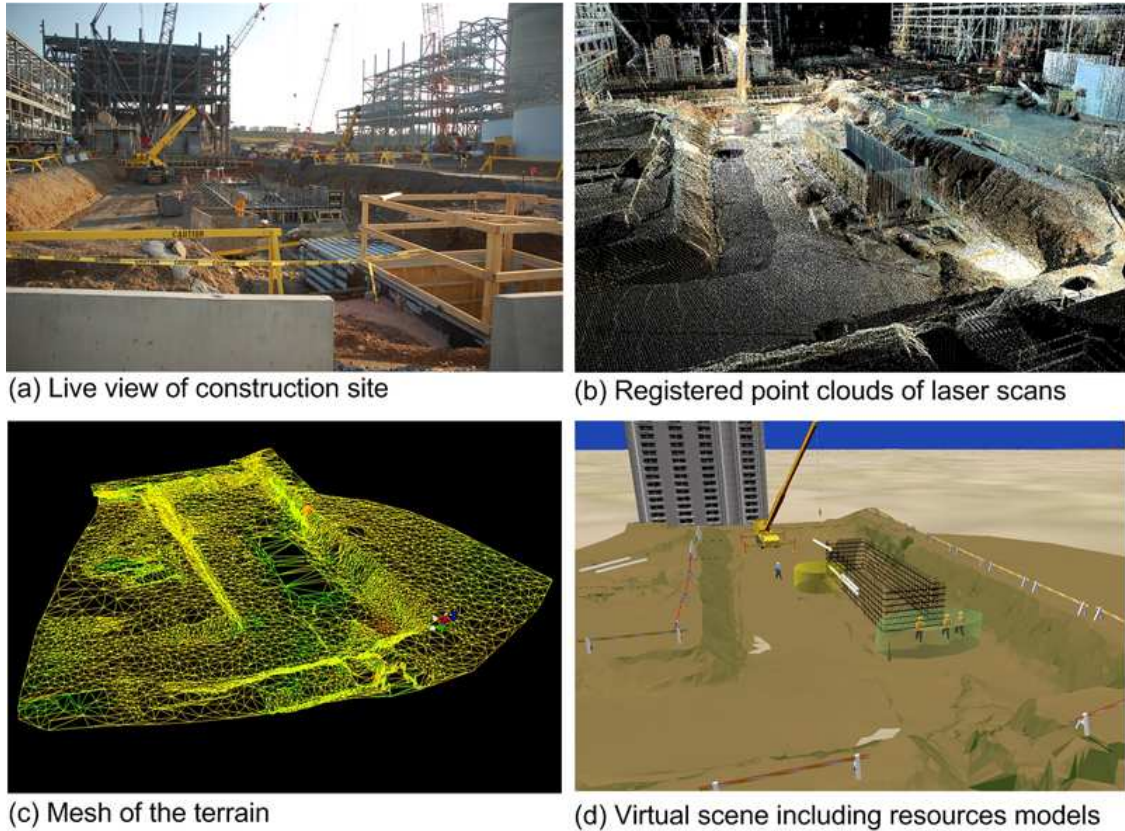 CAUTION
(a) Live view of construction site
(b) Registered point clouds of laser scans
(c) Mesh of the terrain
(d) Virtual scene including resources models